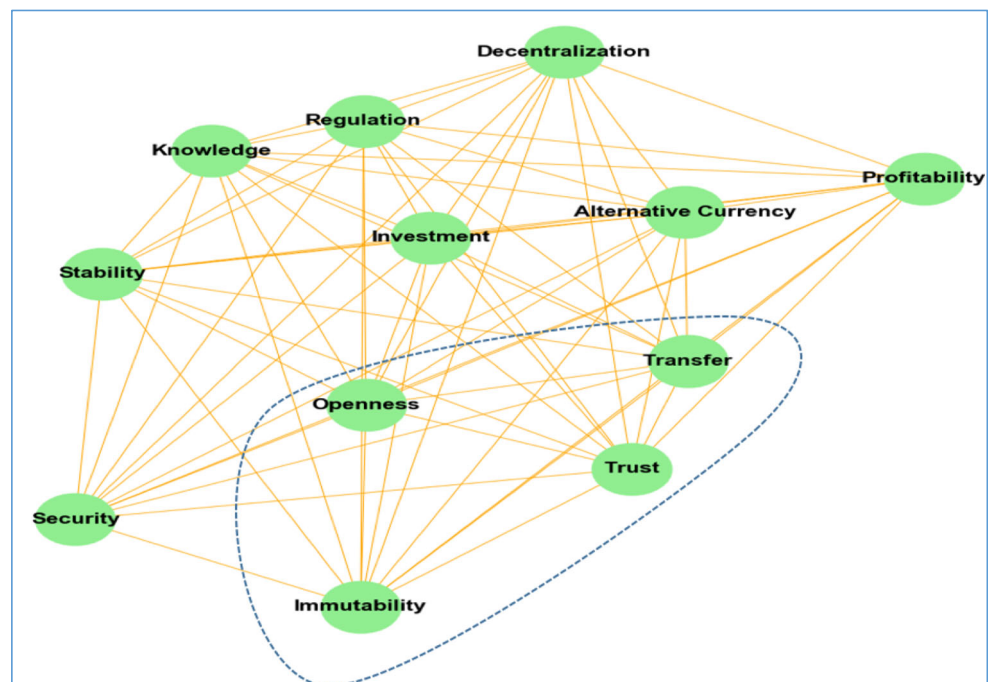 Decentralization
Regulation
Knowledge
Profitability
Alternative Currency
Investment
Stability
Transfer
Openness
Trust
Security
Immutability